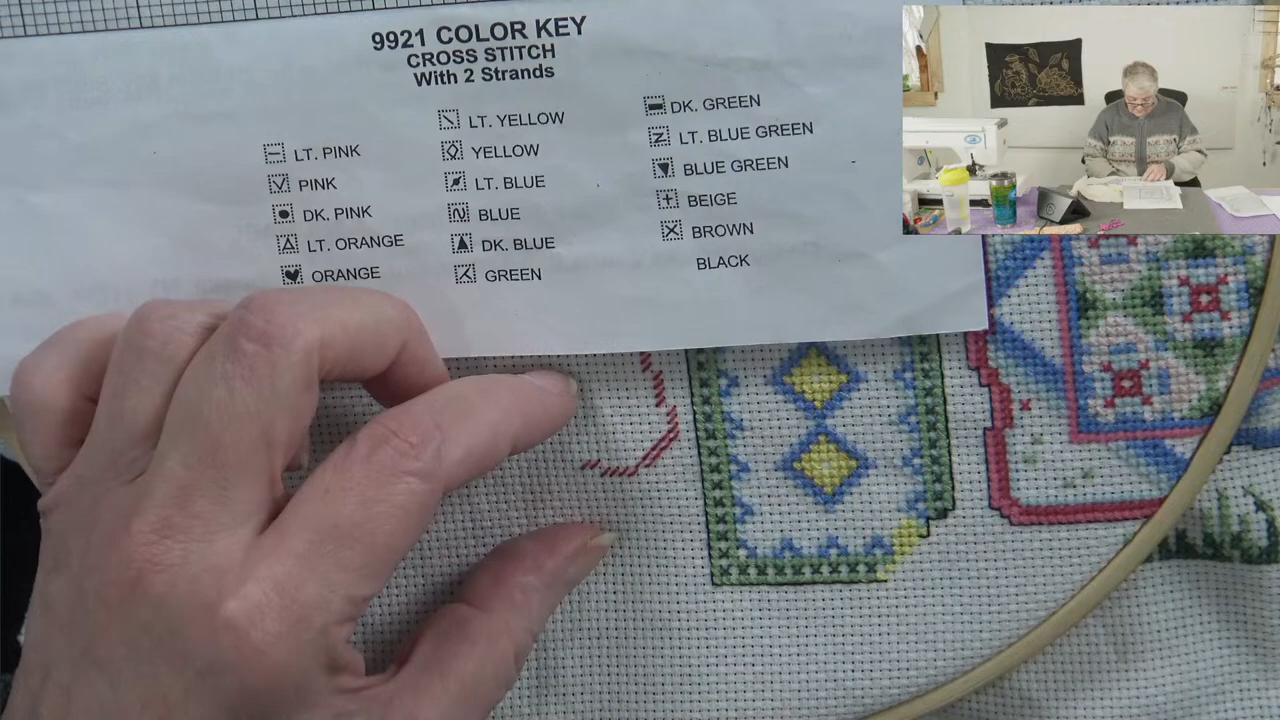 9921 COLOR KEY
CROSS STITCH
With 2 Strands
LT. PINK
PINK
DK. PINK
LT. ORANGE
ORANGE
LT. YELLOW
YELLOW
LT. BLUE
BLUE
DK. BLUE
GREEN
DK. GREEN
LT. BLUE GREEN
BLUE GREEN
BEIGE
BROWN
BLACK